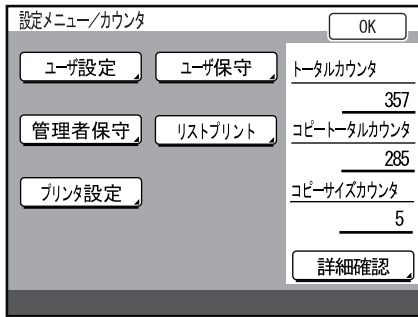 設定メニュー/カウンタ
OK
ユーザ設定
ユーザ保守
管理者保守
リストプリント
プリンタ設定
トータルカウンタ
357
コピートータルカウンタ
285
コピーサイズカウンタ
5
詳細確認